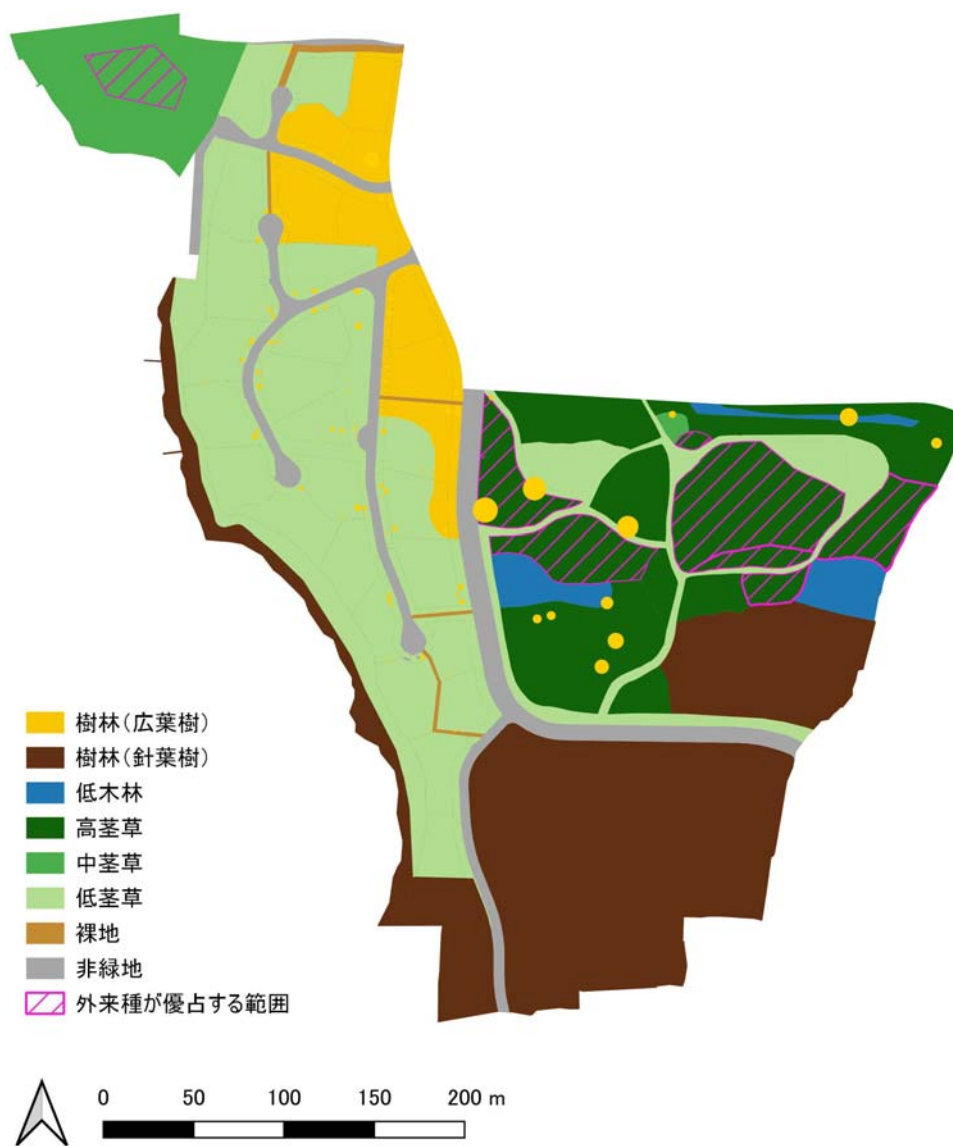 樹林(広葉樹)
樹林(針葉樹)
低木林
高茎草
中茎草
低茎草
裸地
非緑地
外来種が優占する範囲
0 50 100 150 200 m